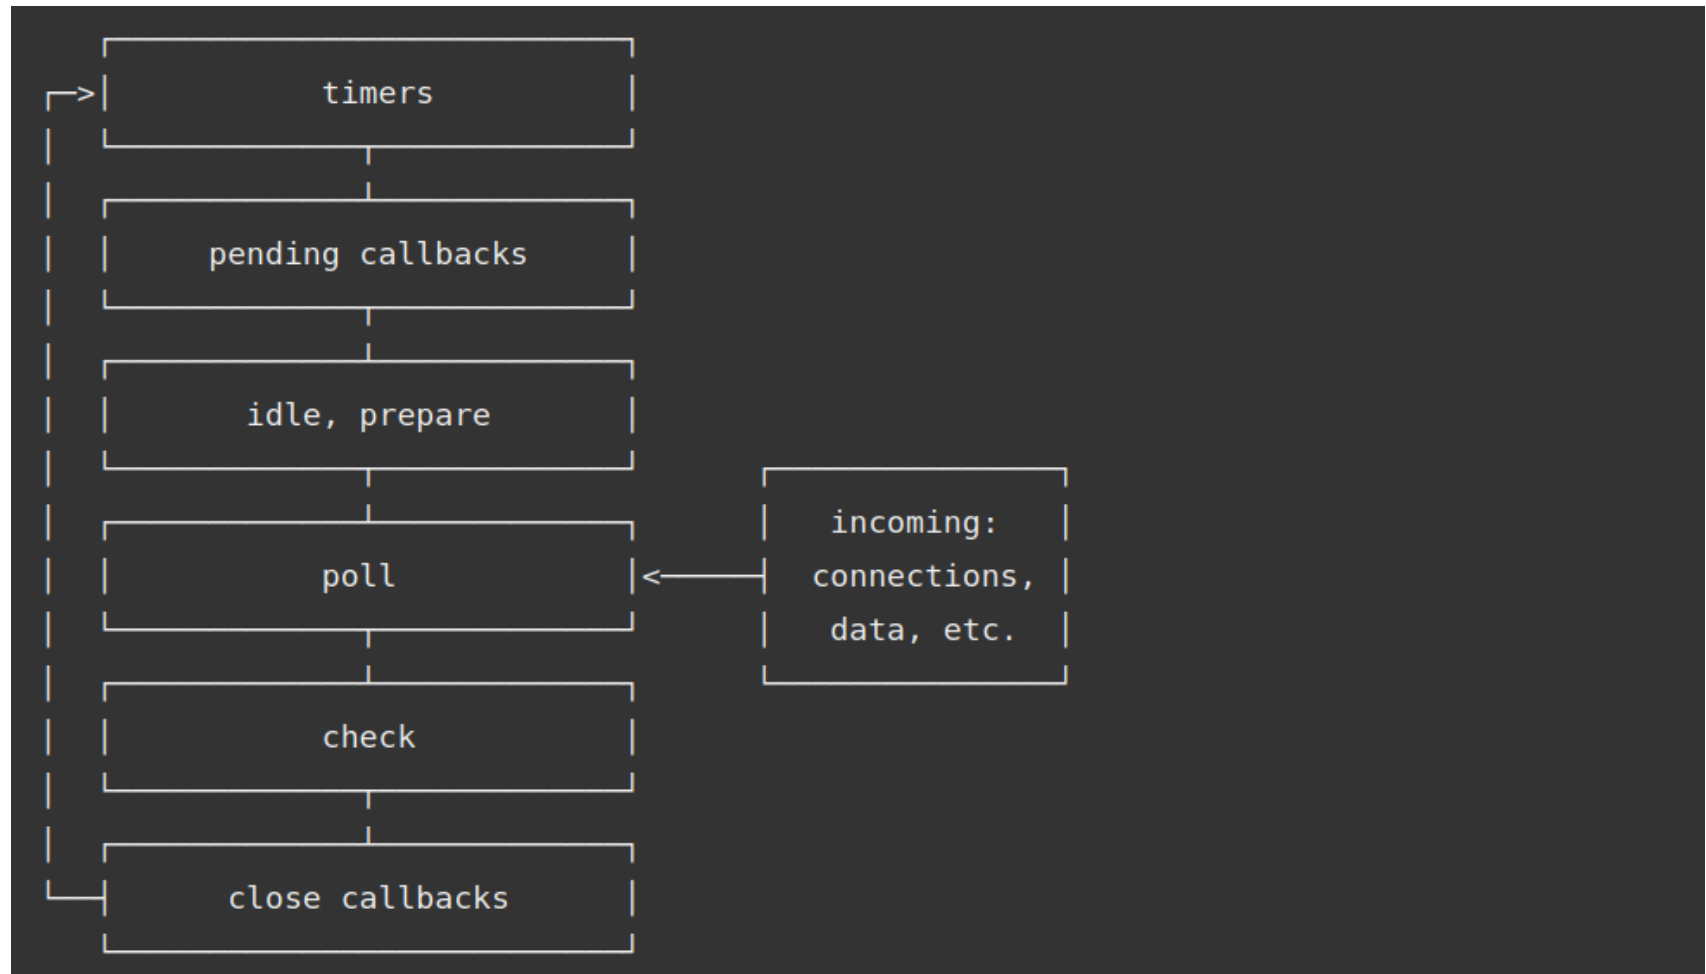 timers
pending callbacks
idle, prepare
incoming:
poll
connections,
data, etc.
check
close callbacks